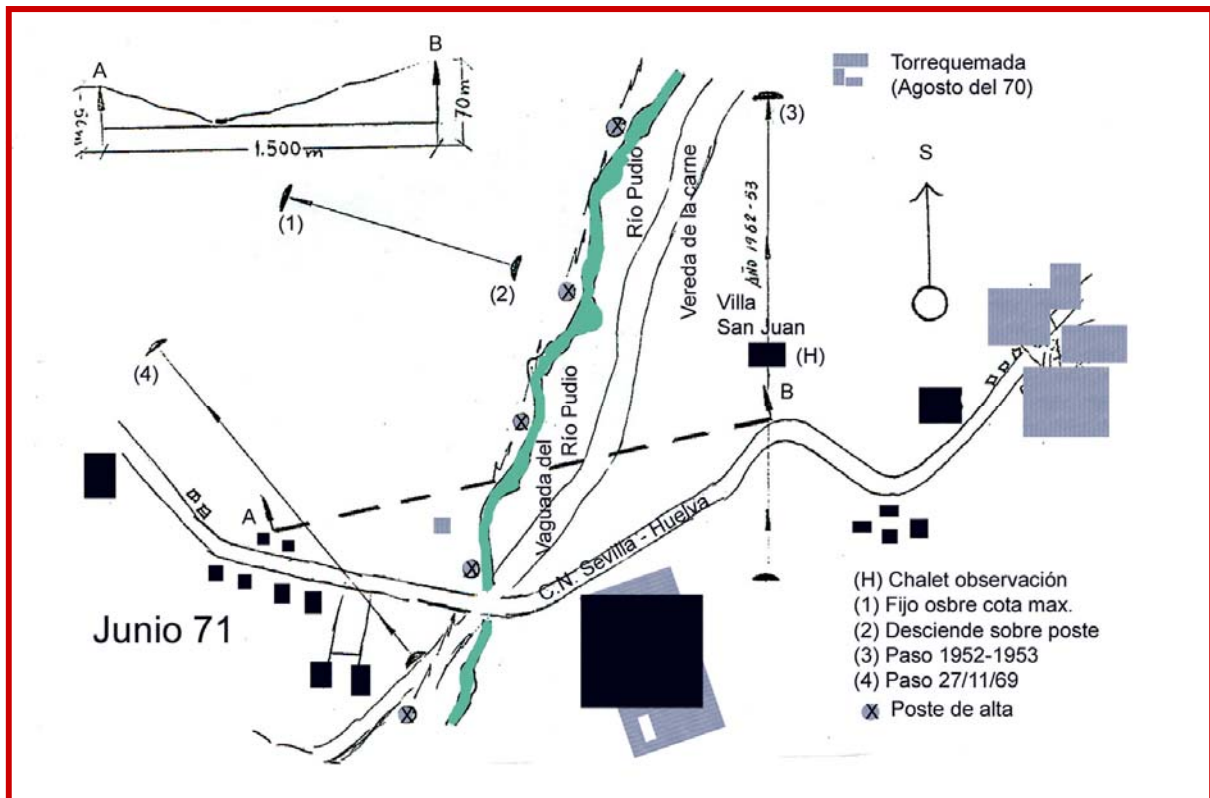 A
B
50m
70m
1.500m
Torrequemada
(Agosto del 70)
S
(1)
(2)
(3)
(4)
Río Pudio
Vereda de la carne
AÑO 1952-53
Villa
San Juan
(H)
B
A
Vaguada del
Río Pudio
C.N. Sevilla - Huelva
Junio 71
(H) Chalet observación
(1) Fijo osbre cota max.
(2) Desciende sobre poste
(3) Paso 1952-1953
(4) Paso 27/11/69
X Poste de alta
X
X
X
X
X